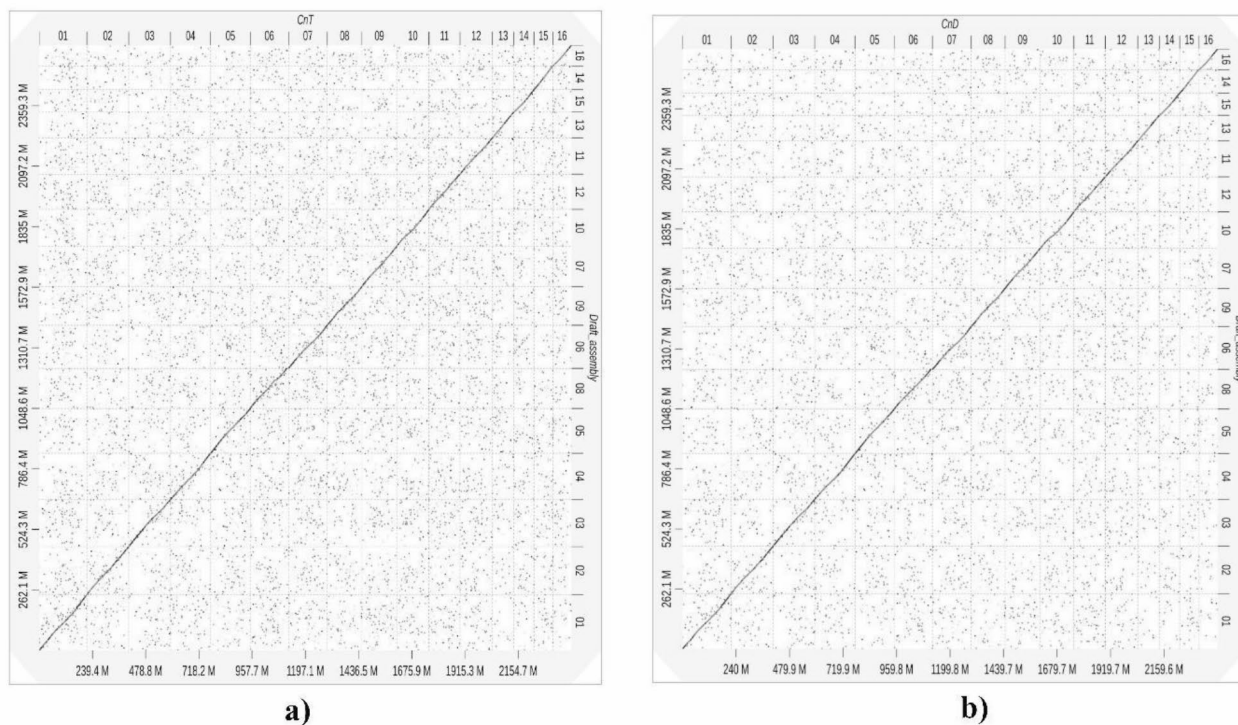 CnT
01 02 03 04 05 06 07 08 09 10 11 12 13 14 15 16
2359.3 M
2097.2 M
1835 M
1572.9 M
1310.7 M
1048.6 M
786.4 M
524.3 M
262.1 M
16
14
15
13
11
12
10
07
09
06
08
05
04
03
02
01
Draft_assembly
239.4 M 478.8 M 718.2 M 957.7 M 1197.1 M 1436.5 M 1675.9 M 1915.3 M 2154.7 M
a)
CnD
01 02 03 04 05 06 07 08 09 10 11 12 13 14 15 16
2359.3 M
2097.2 M
1835 M
1572.9 M
1310.7 M
1048.6 M
786.4 M
524.3 M
262.1 M
16
14
15
13
11
12
10
07
09
06
08
05
04
03
02
01
240 M 479.9 M 719.9 M 959.8 M 1199.8 M 1439.7 M 1679.7 M 1919.7 M 2159.6 M
b)